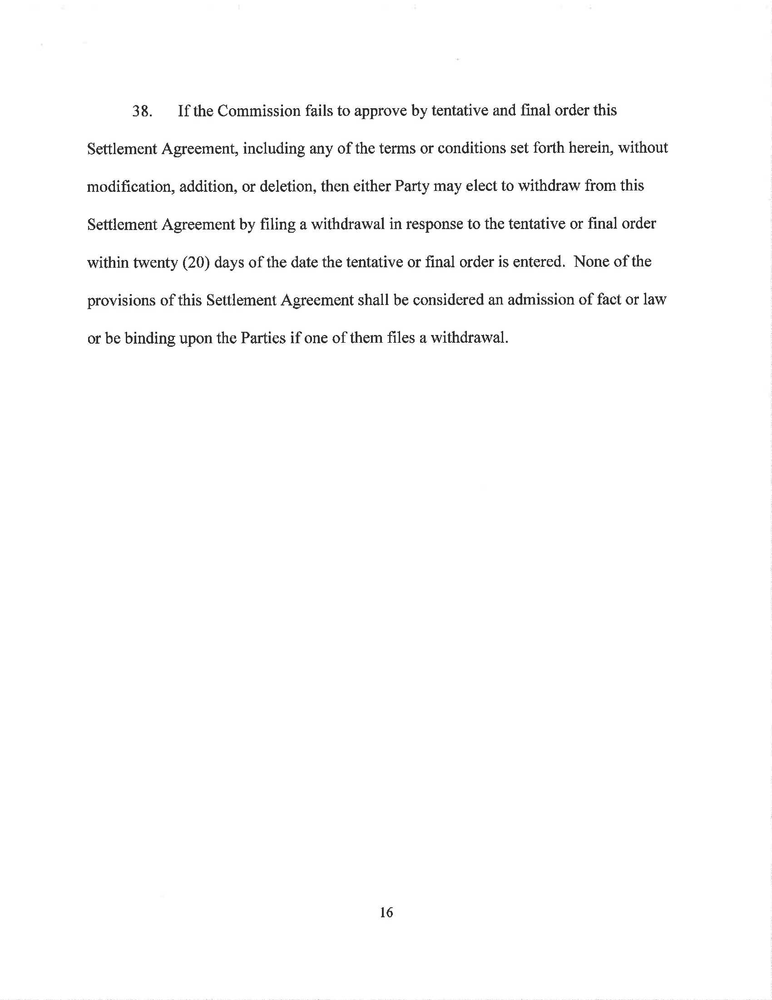 38. If the Commission fails to approve by tentative and final order this
Settlement Agreement, including any of the terms or conditions set forth herein, without
modification, addition, or deletion, then either Party may elect to withdraw from this
Settlement Agreement by filing a withdrawal in response to the tentative or final order
within twenty (20) days of the date the tentative or final order is entered. None of the
provisions of this Settlement Agreement shall be considered an admission of fact or law
or be binding upon the Parties if one of them files a withdrawal.
16